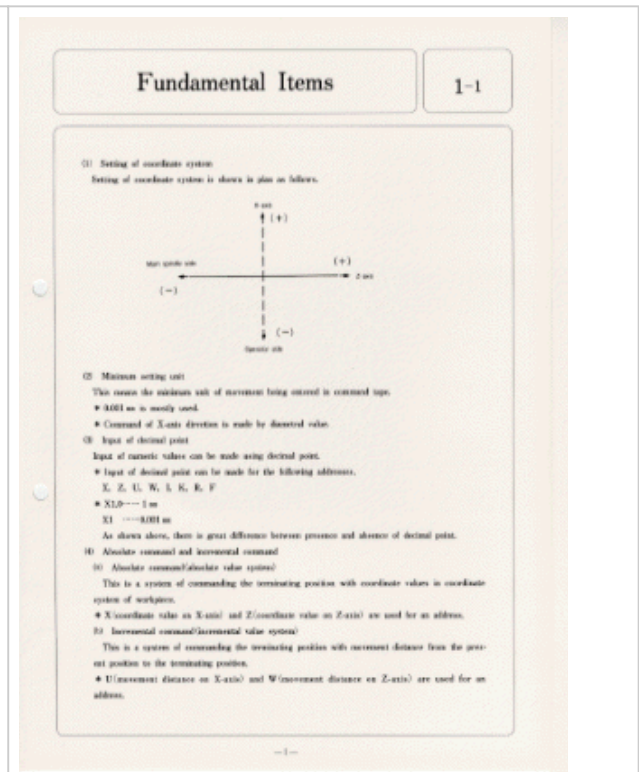 Fundamental Items
1-1
(1) Setting of coordinate system
Setting of coordinate system is shown in plan as follows.
X-axis
(+)
Main spindle side
(+)
Z-axis
(-)
(-)
Operator side
(2) Minimum setting unit
This means the minimum unit of movement being entered in command tape.
* 0.001 mm is mostly used.
* Command of X-axis direction is made by diametral value.
(3) Input of decimal point
Input of numeric values can be made using decimal point.
* Input of decimal point can be made for the following addresses.
X, Z, U, W, I, K, R, F
* X1.0---- 1 mm
X1 ----0.001 mm
As shown above, there is great difference between presence and absence of decimal point.
(4) Absolute command and incremental command
(a) Absolute command(absolute value system)
This is a system of commanding the terminating position with coordinate values in coordinate
system of workpiece.
* X(coordinate value on X-axis) and Z(coordinate value on Z-axis) are used for an address.
(b) Incremental command(incremental value system)
This is a system of commanding the terminating position with movement distance from the pres-
ent position to the terminating position.
* U(movement distance on X-axis) and W(movement distance on Z-axis) are used for an
address.
—1—